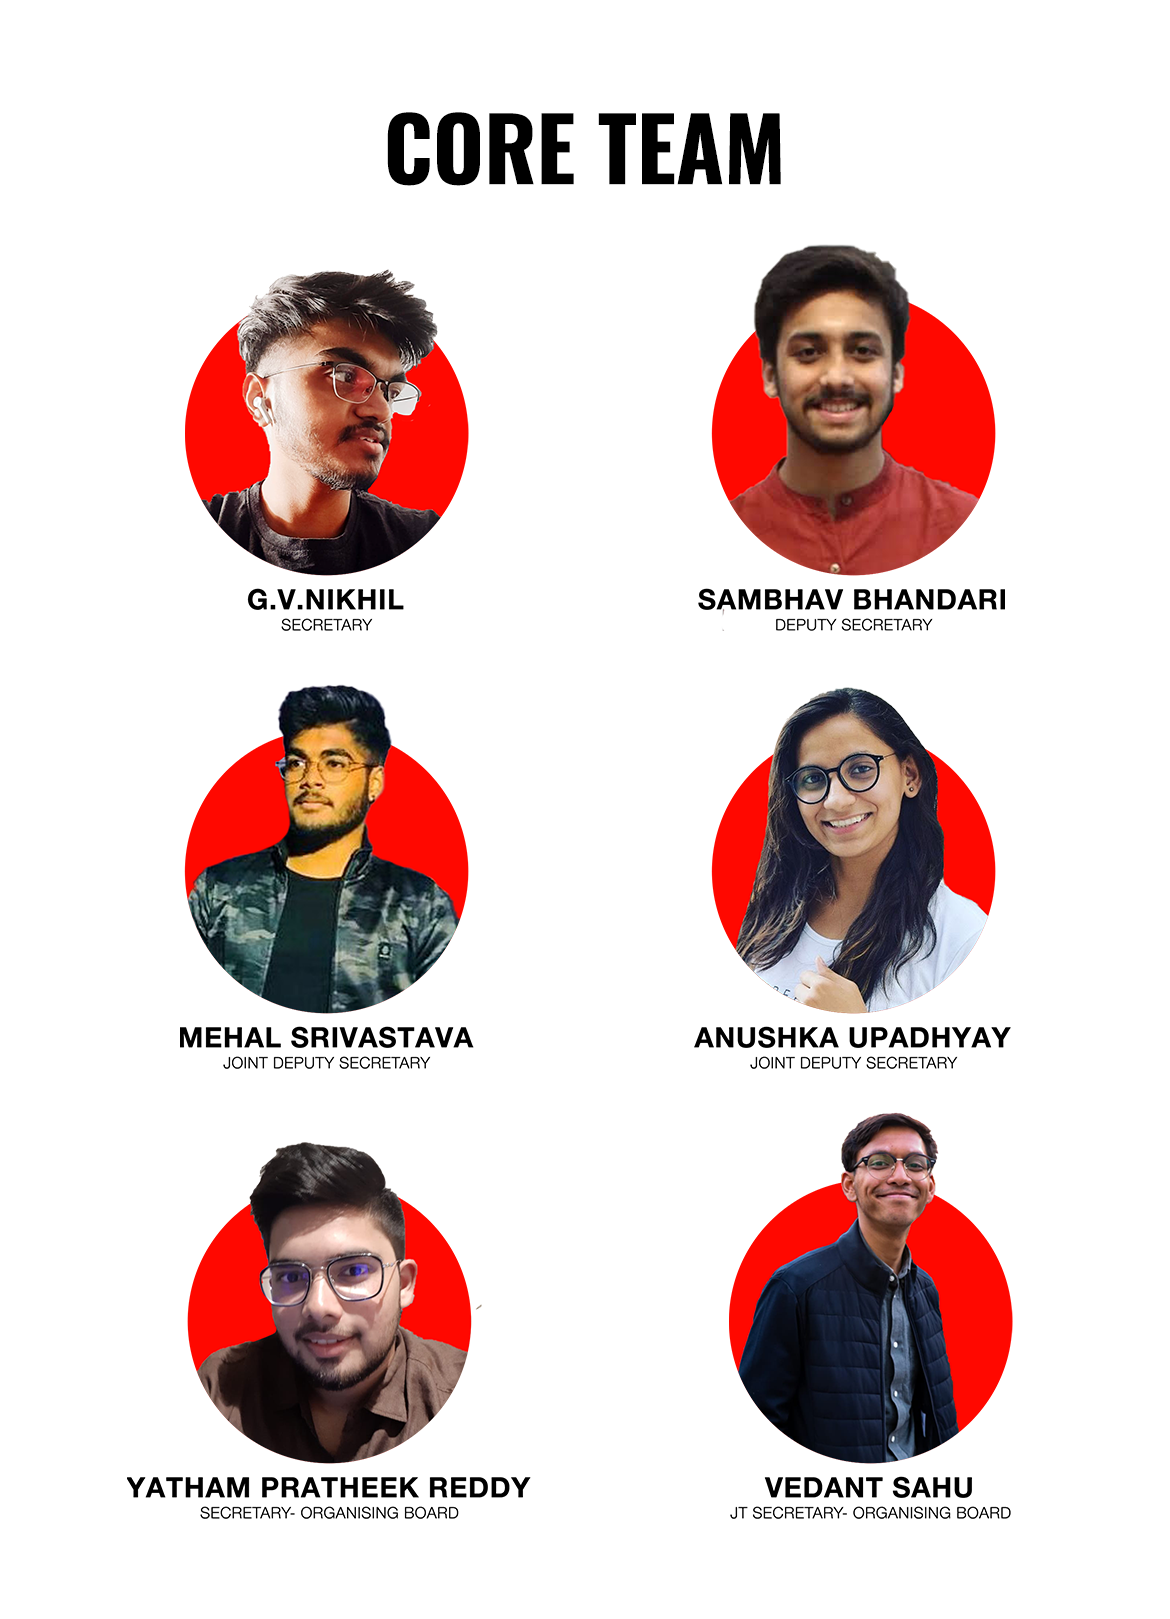 CORE TEAM
G.V.NIKHIL
SECRETARY
SAMBHAV BHANDARI
DEPUTY SECRETARY
MEHAL SRIVASTAVA
JOINT DEPUTY SECRETARY
ANUSHKA UPADHYAY
JOINT DEPUTY SECRETARY
YATHAM PRATHEEK REDDY
SECRETARY- ORGANISING BOARD
VEDANT SAHU
JT SECRETARY- ORGANISING BOARD